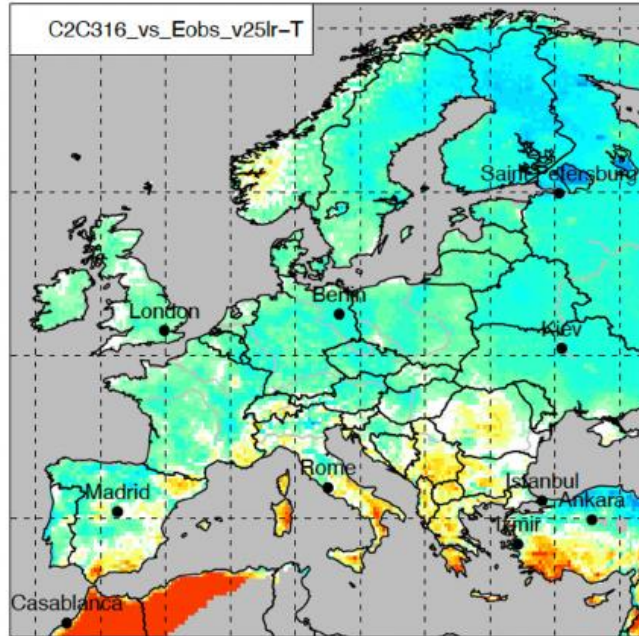 C2C316_vs_Eobs_v25lr-T
Saint-Petersburg
London
Berlin
Kiev
Rome
Madrid
Istanbul
Ankara
Izmir
Casablanca